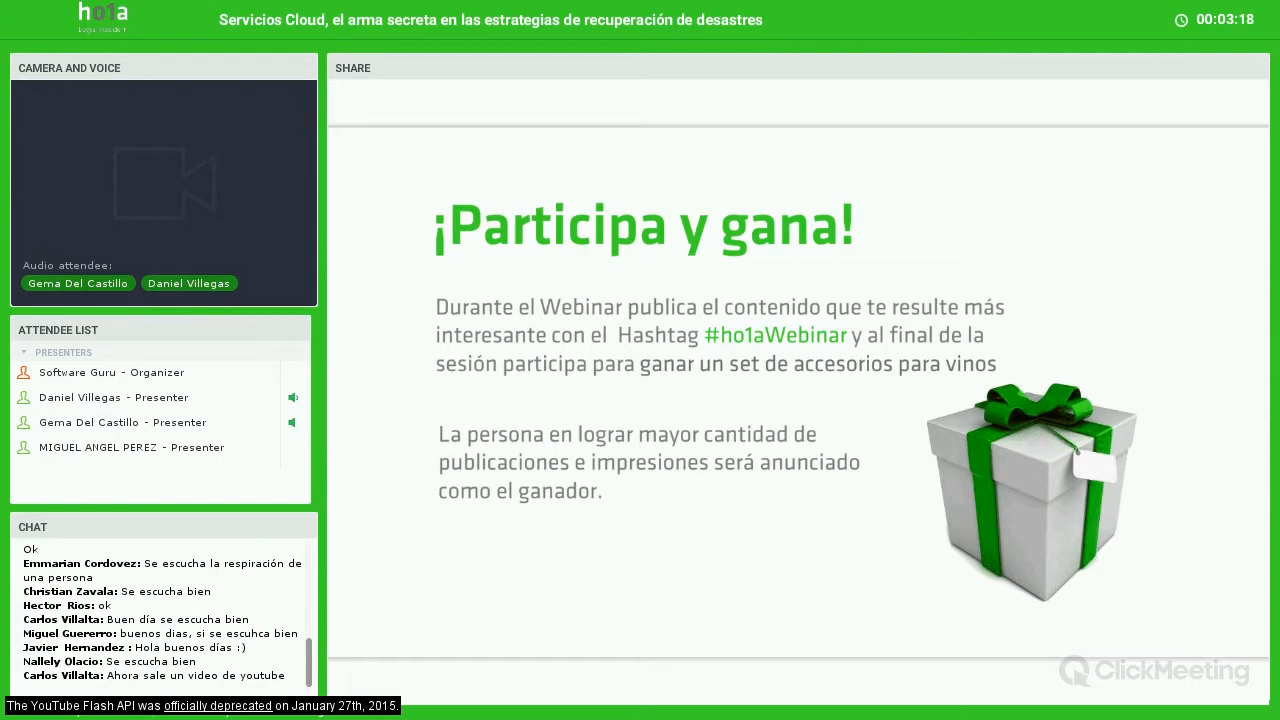 ho1a
Servicios Cloud, el arma secreta en las estrategias de recuperación de desastres
00:03:18
CAMERA AND VOICE
Audio attendee:
Gema Del Castillo
Daniel Villegas
ATTENDEE LIST
PRESENTERS
Software Guru - Organizer
Daniel Villegas - Presenter
Gema Del Castillo - Presenter
MIGUEL ANGEL PEREZ - Presenter
CHAT
Ok
Emmarian Cordovez: Se escucha la respiración de
una persona
Christian Zavala: Se escucha bien
Hector Rios: ok
Carlos Villalta: Buen día se escucha bien
Miguel Guererro: buenos dias, si se escuhca bien
Javier Hernandez : Hola buenos días :)
Nallely Olacio: Se escucha bien
Carlos Villalta: Ahora sale un video de youtube
The YouTube Flash API was officially deprecated on January 27th, 2015.
SHARE
¡Participa y gana!
Durante el Webinar publica el contenido que te resulte más
interesante con el Hashtag #ho1aWebinar y al final de la
sesión participa para ganar un set de accesorios para vinos
La persona en lograr mayor cantidad de
publicaciones e impresiones será anunciado
como el ganador.
ClickMeeting